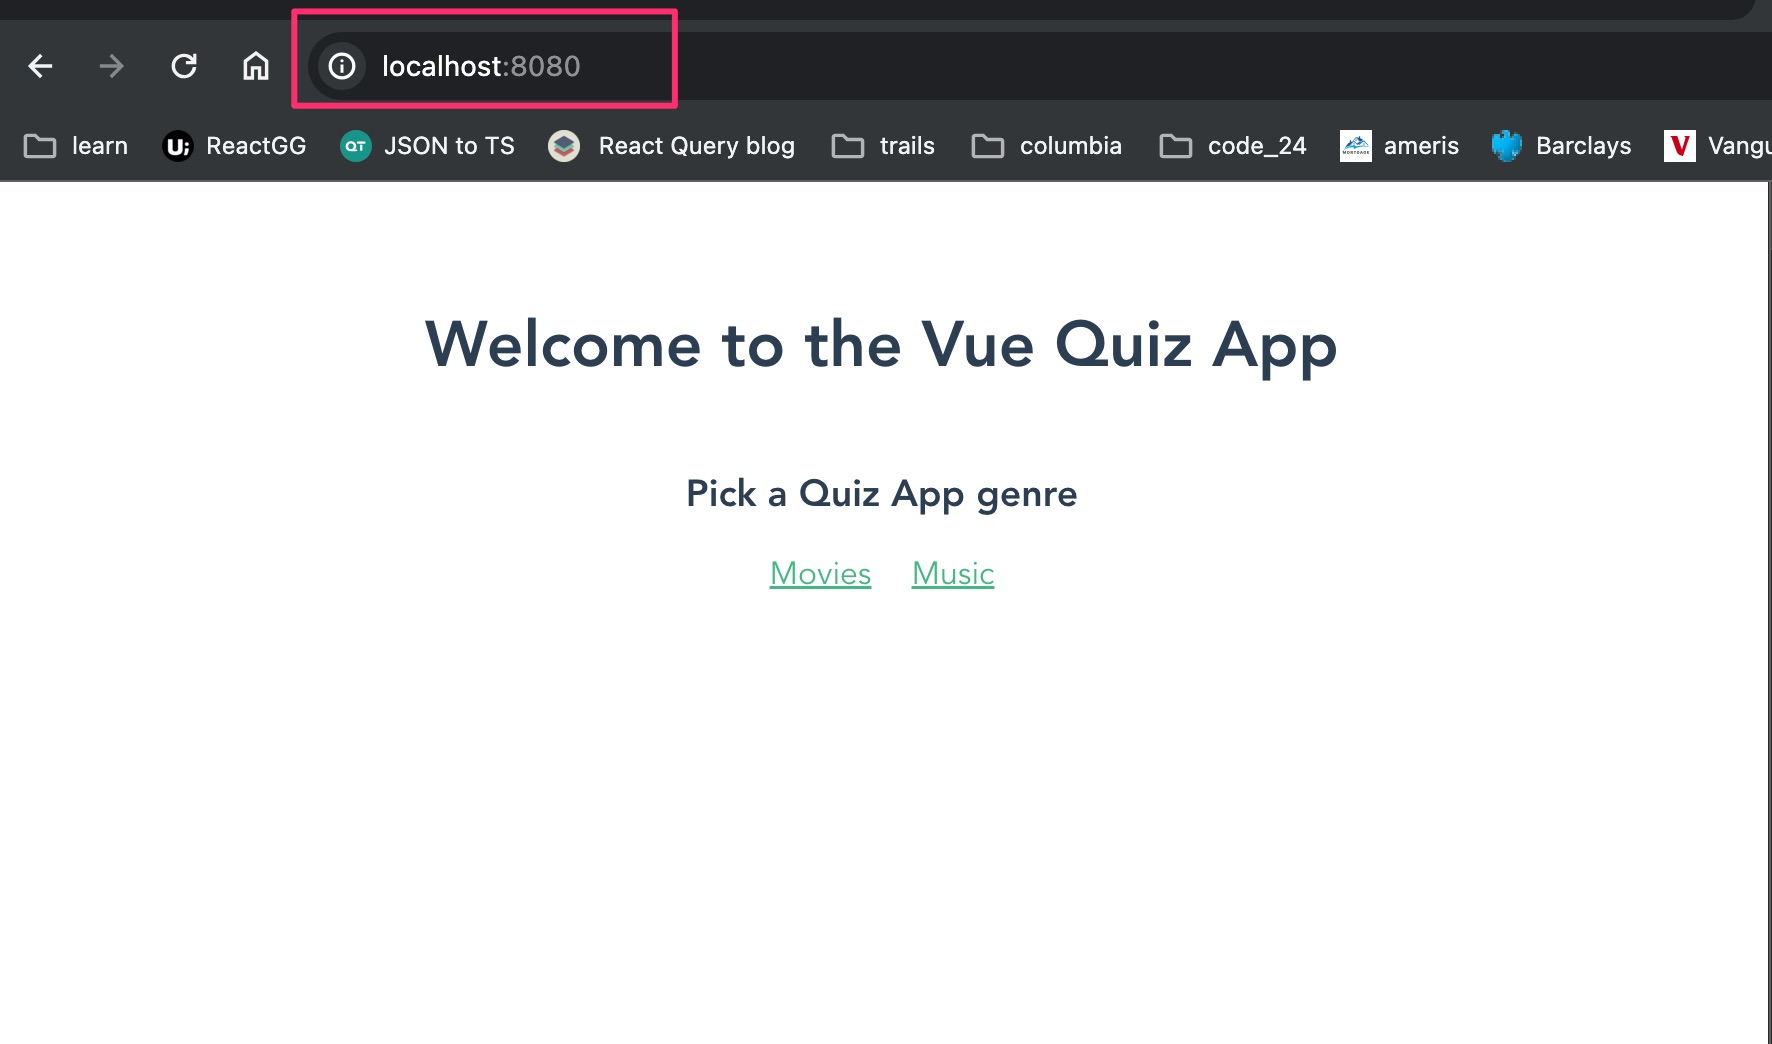 localhost:8080
learn U; ReactGG QT JSON to TS React Query blog trails columbia code_24 MORTGAGE ameris Barclays V Vangu
Welcome to the Vue Quiz App
Pick a Quiz App genre
Movies Music